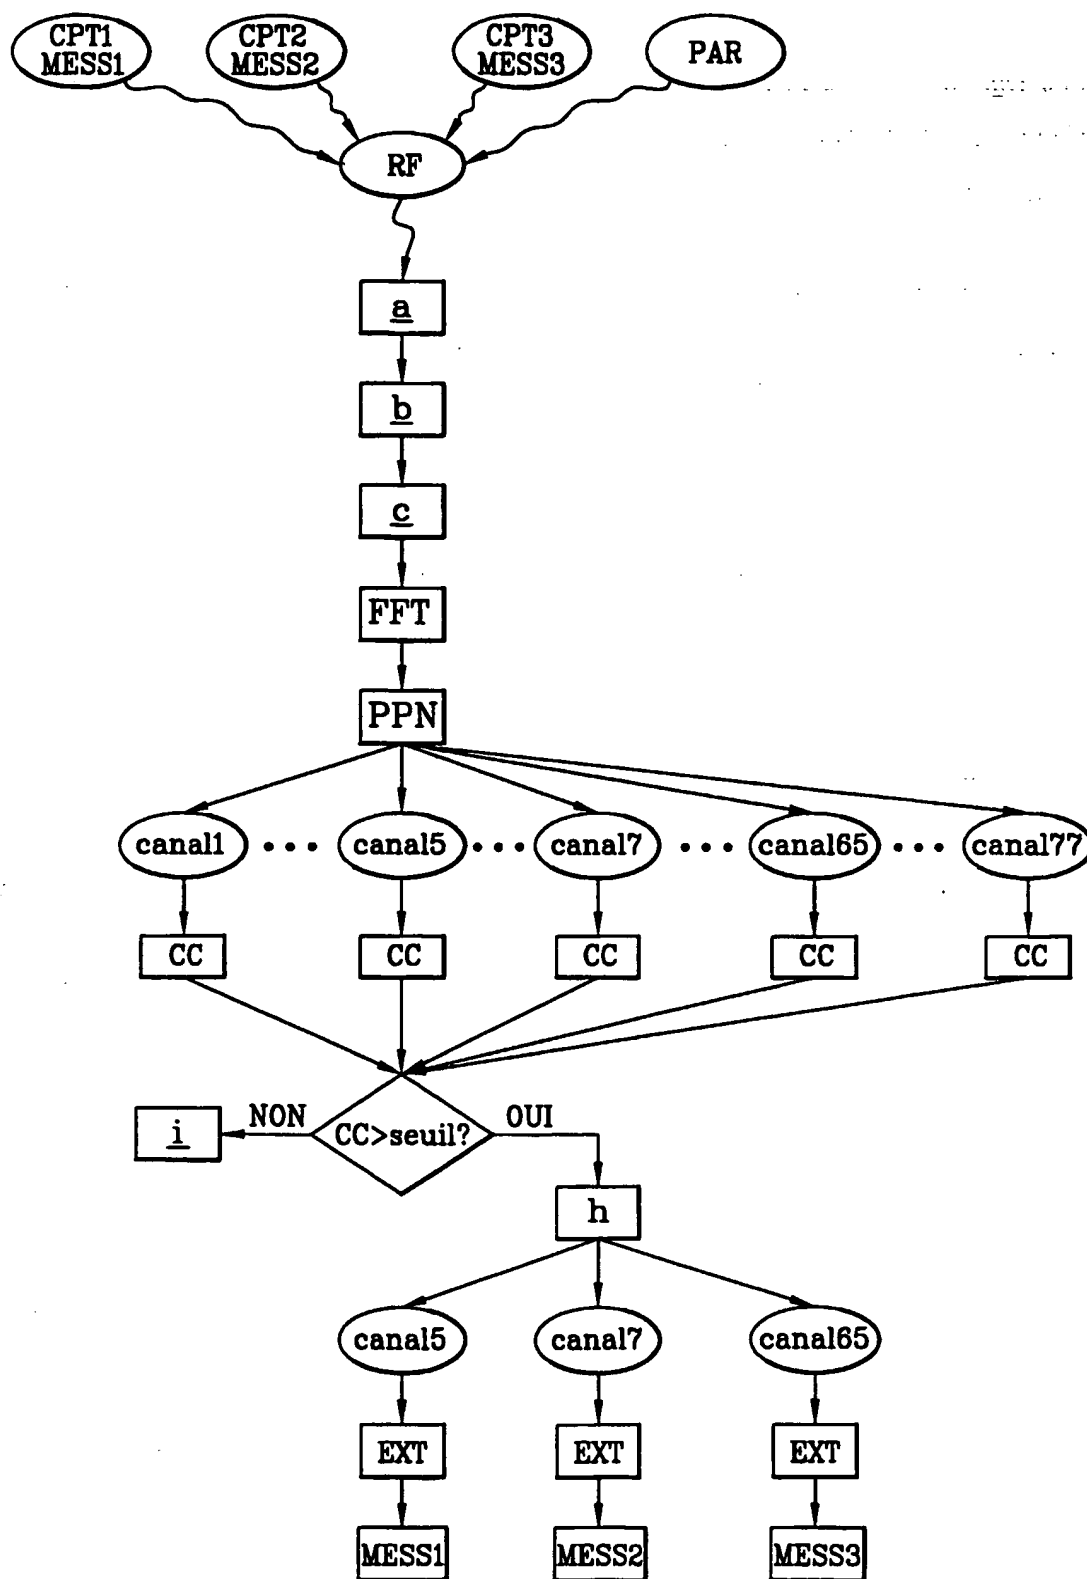 CPT1
MESS1
CPT2
MESS2
CPT3
MESS3
PAR
RF
a
b
c
FFT
PPN
canal1
canal5
canal7
canal65
canal77
CC
CC
CC
CC
CC
CC>seuil?
NON
OUI
i
h
canal5
canal7
canal65
EXT
EXT
EXT
MESS1
MESS2
MESS3